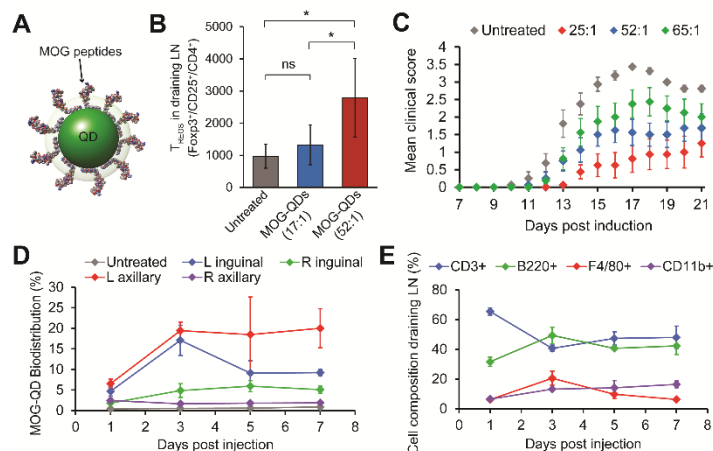 A
MOG peptides
QD
B
T REGS in draining LN
(Foxp3+/CD25+/CD4+)
5000
4000
3000
2000
1000
0
*
ns
*
Untreated
MOG-QDs
(17:1)
MOG-QDs
(52:1)
C
Untreated 25:1 52:1 65:1
Mean clinical score
4
3.5
3
2.5
2
1.5
1
0.5
0
7 9 11 13 15 17 19 21
Days post induction
D
Untreated L inguinal R inguinal
L axillary R axillary
MOG-QD Biodistribution (%)
30
25
20
15
10
5
0
0 1 2 3 4 5 6 7 8
Days post injection
E
CD3+ B220+ F4/80+ CD11b+
Cell composition draining LN (%)
80
60
40
20
0
0 1 2 3 4 5 6 7 8
Days post injection